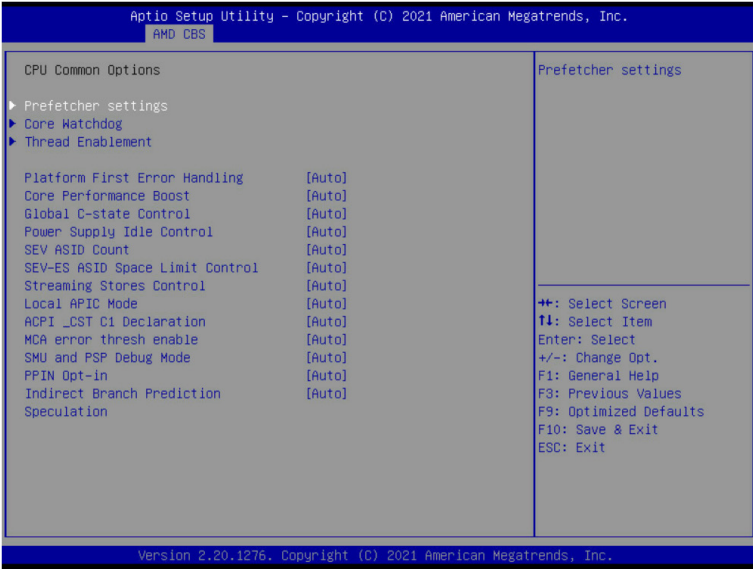 Aptio Setup Utility – Copyright (C) 2021 American Megatrends, Inc.
AMD CBS
CPU Common Options
Prefetcher settings
Core Watchdog
Thread Enablement
Platform First Error Handling [Auto]
Core Performance Boost [Auto]
Global C-state Control [Auto]
Power Supply Idle Control [Auto]
SEV ASID Count [Auto]
SEV-ES ASID Space Limit Control [Auto]
Streaming Stores Control [Auto]
Local APIC Mode [Auto]
ACPI _CST C1 Declaration [Auto]
MCA error thresh enable [Auto]
SMU and PSP Debug Mode [Auto]
PPIN Opt-in [Auto]
Indirect Branch Prediction [Auto]
Speculation
Prefetcher settings
→←: Select Screen
↑↓: Select Item
Enter: Select
+/-: Change Opt.
F1: General Help
F3: Previous Values
F9: Optimized Defaults
F10: Save & Exit
ESC: Exit
Version 2.20.1276. Copyright (C) 2021 American Megatrends, Inc.